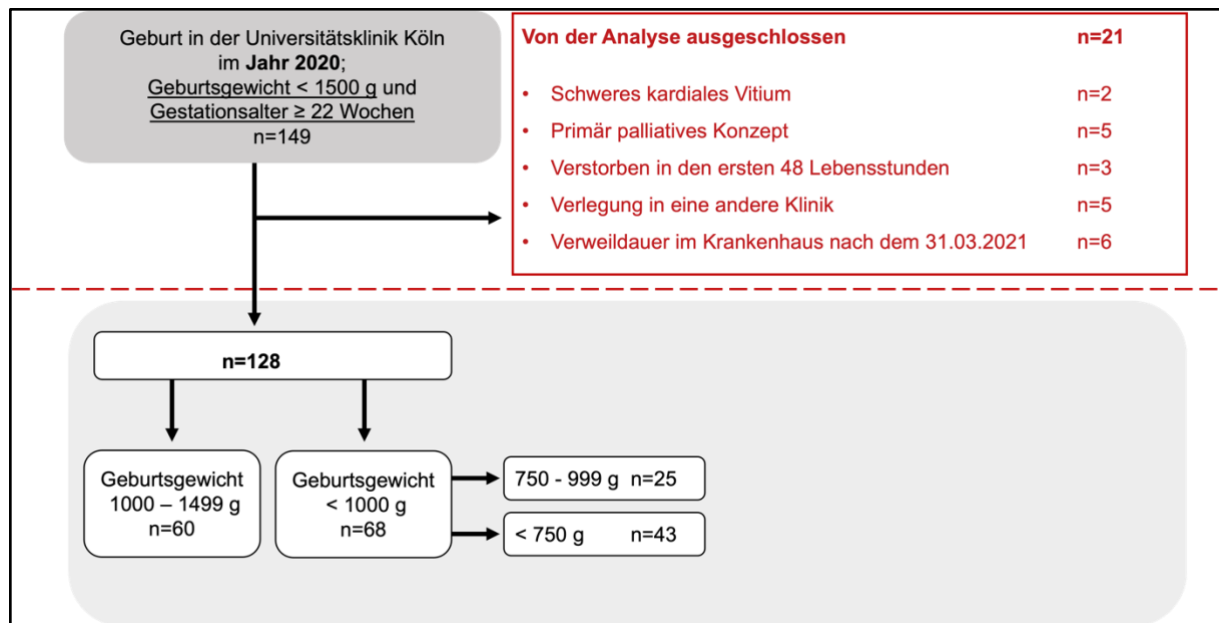 Geburt in der Universitätsklinik Köln
im Jahr 2020;
Geburtsgewicht < 1500 g und
Gestationsalter ≥ 22 Wochen
n=149
Von der Analyse ausgeschlossen n=21
• Schweres kardiales Vitium n=2
• Primär palliatives Konzept n=5
• Verstorben in den ersten 48 Lebensstunden n=3
• Verlegung in eine andere Klinik n=5
• Verweildauer im Krankenhaus nach dem 31.03.2021 n=6
n=128
Geburtsgewicht
1000 – 1499 g
n=60
Geburtsgewicht
< 1000 g
n=68
750 - 999 g n=25
< 750 g n=43